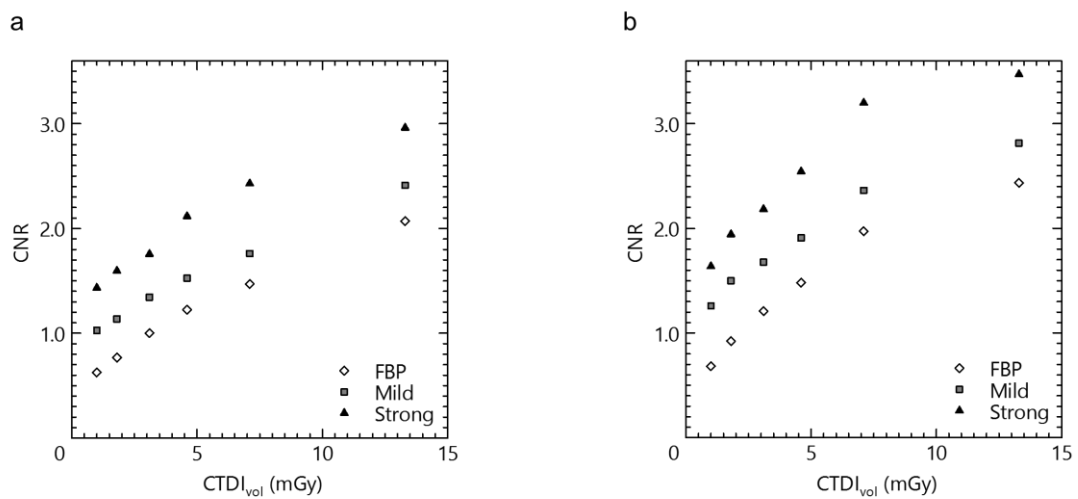 a
CNR
3.0
2.0
1.0
0
5
10
15
CTDIvol (mGy)
FBP
Mild
Strong
b
CNR
3.0
2.0
1.0
0
5
10
15
CTDIvol (mGy)
FBP
Mild
Strong